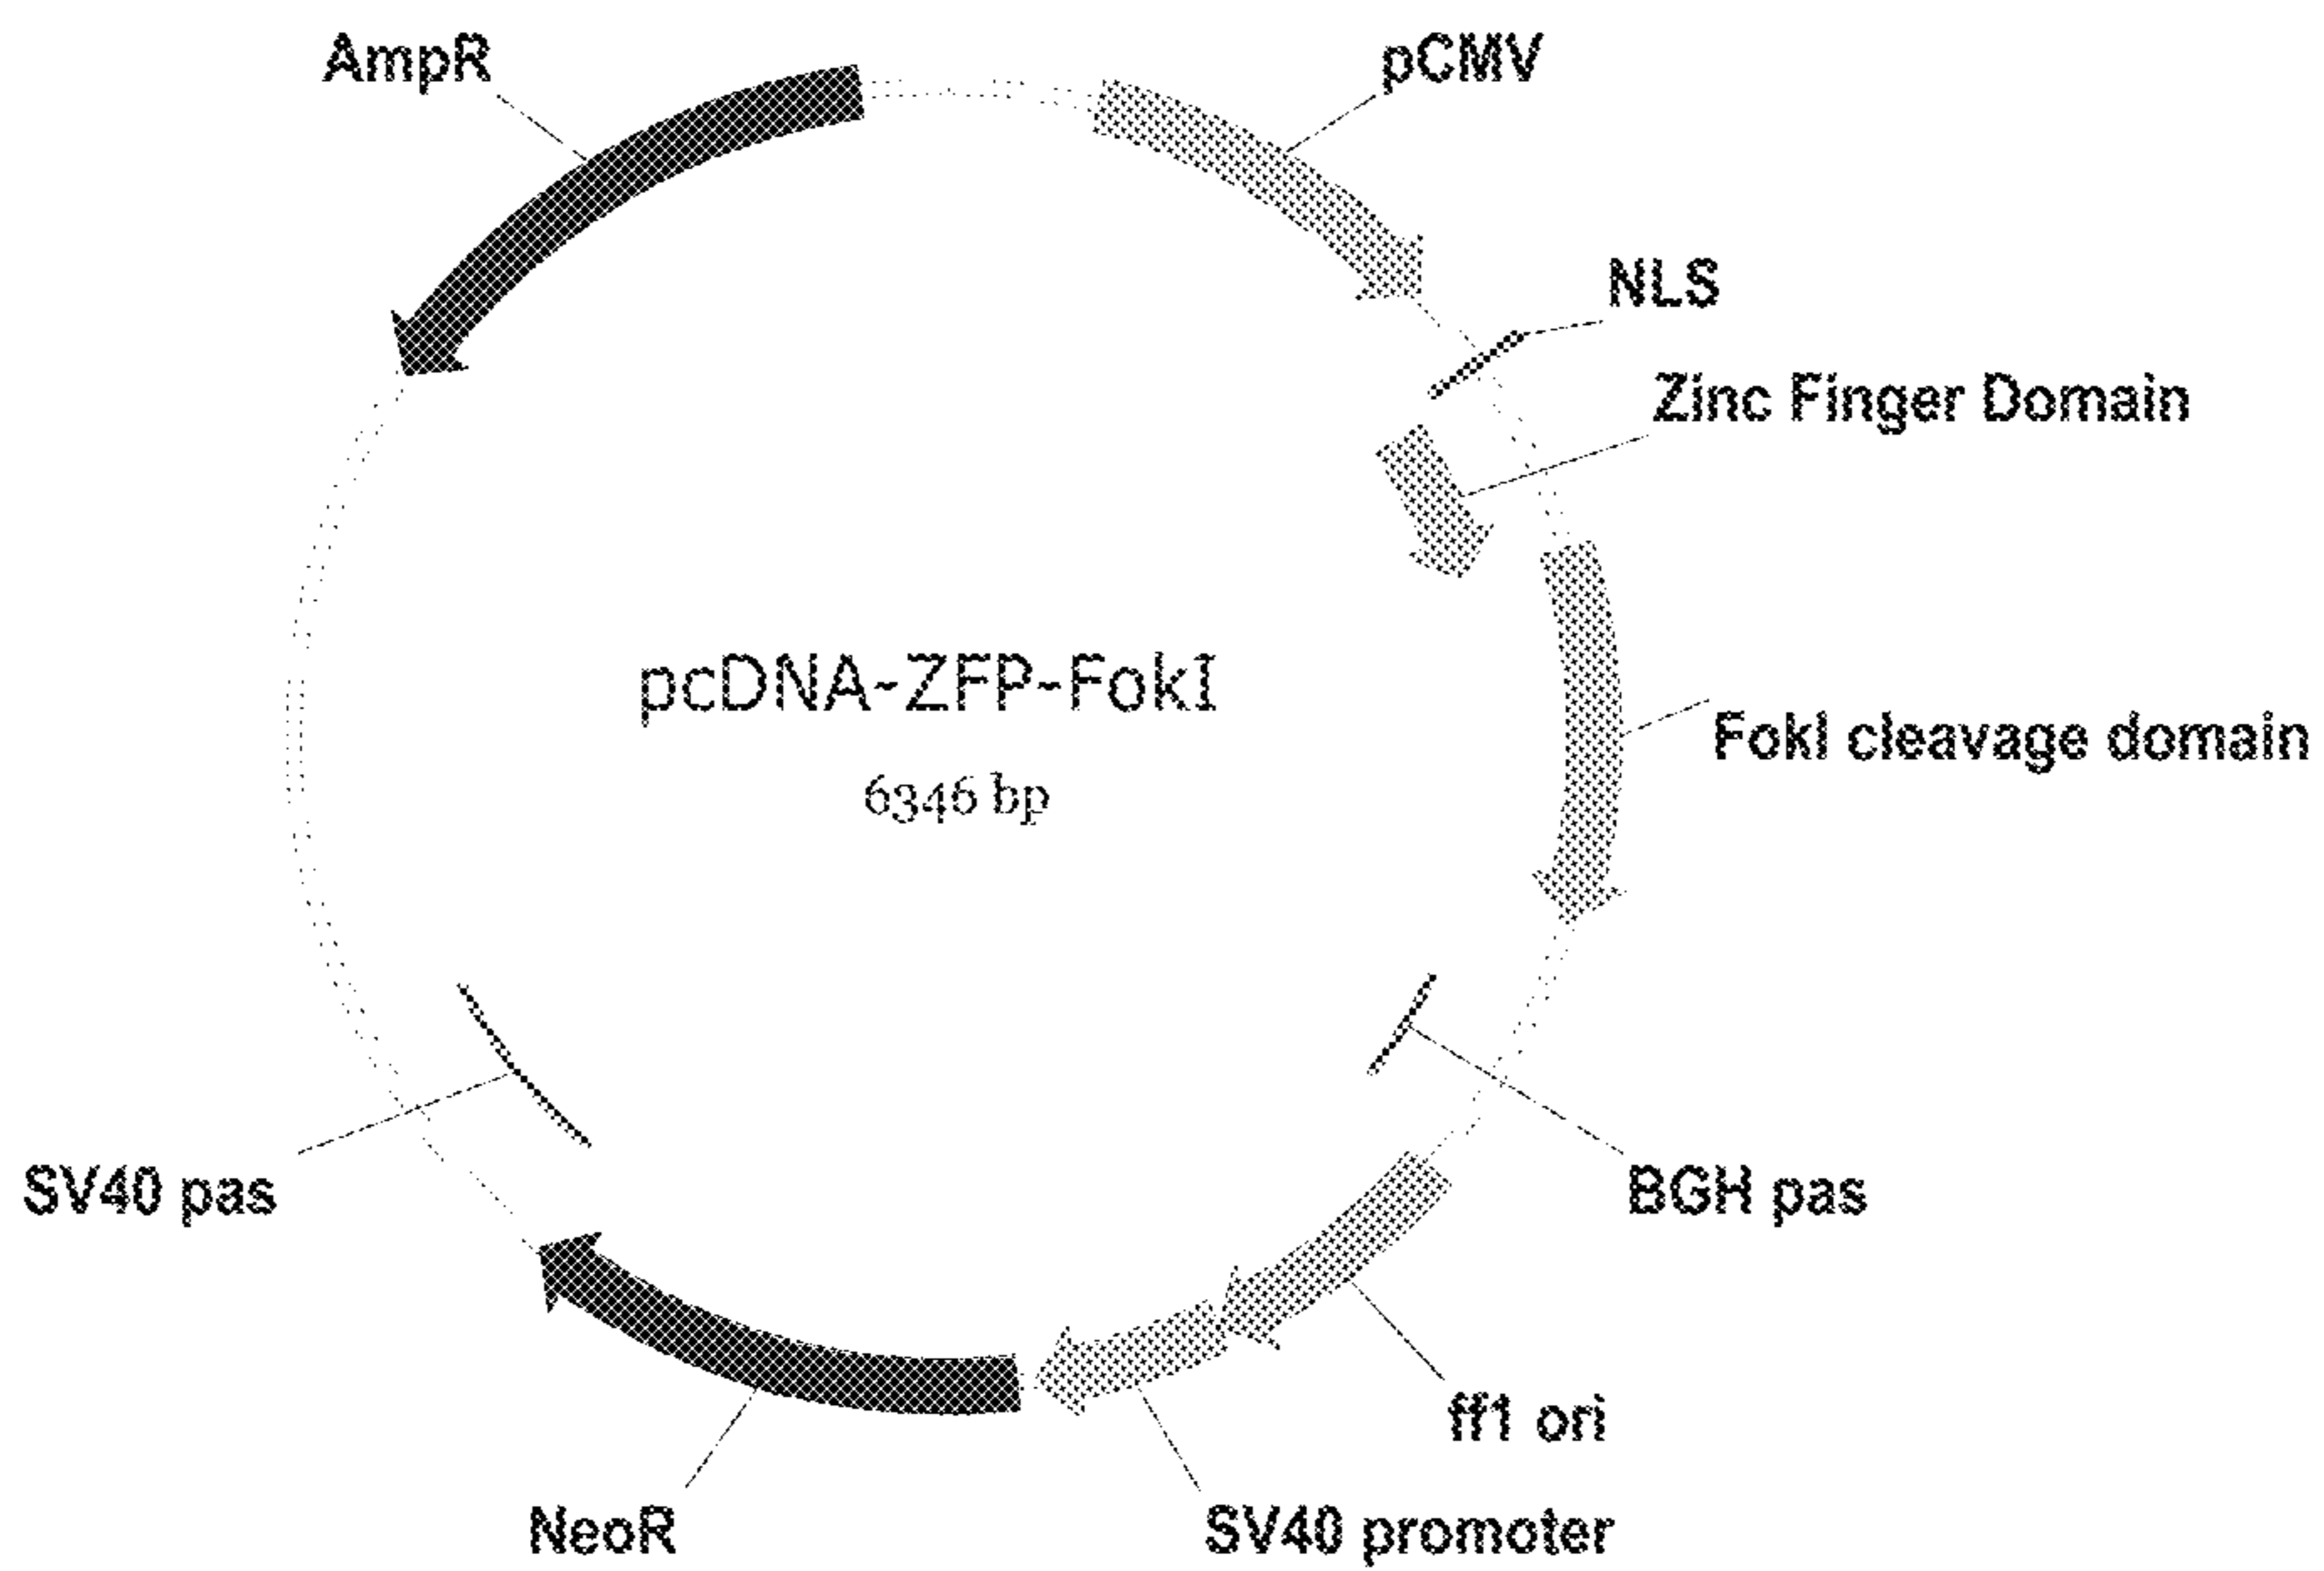 AmpR
pCMV
NLS
Zinc Finger Domain
pcDNA-ZFP-FokI
6346 bp
FokI cleavage domain
SV40 pas
BGH pas
ff1 ori
NeoR
SV40 promoter